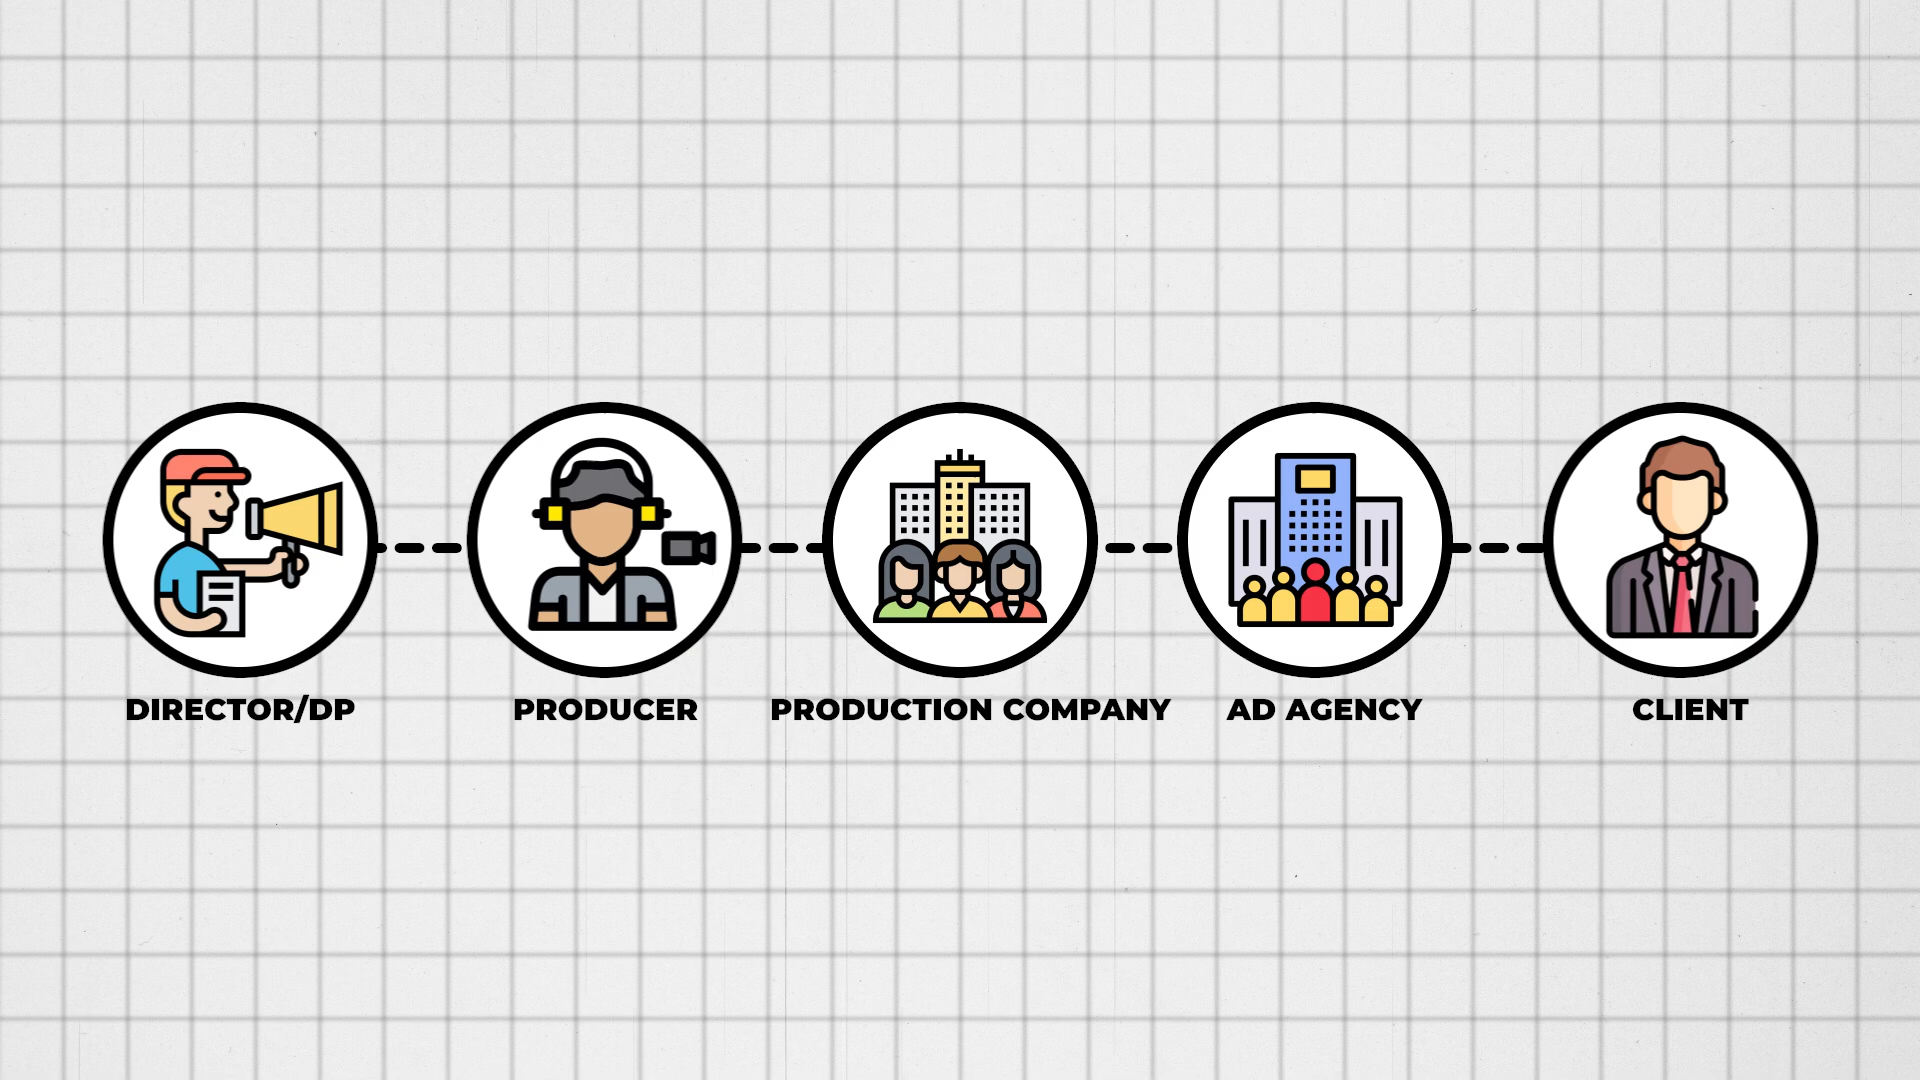 DIRECTOR/DP
PRODUCER
PRODUCTION COMPANY
AD AGENCY
CLIENT